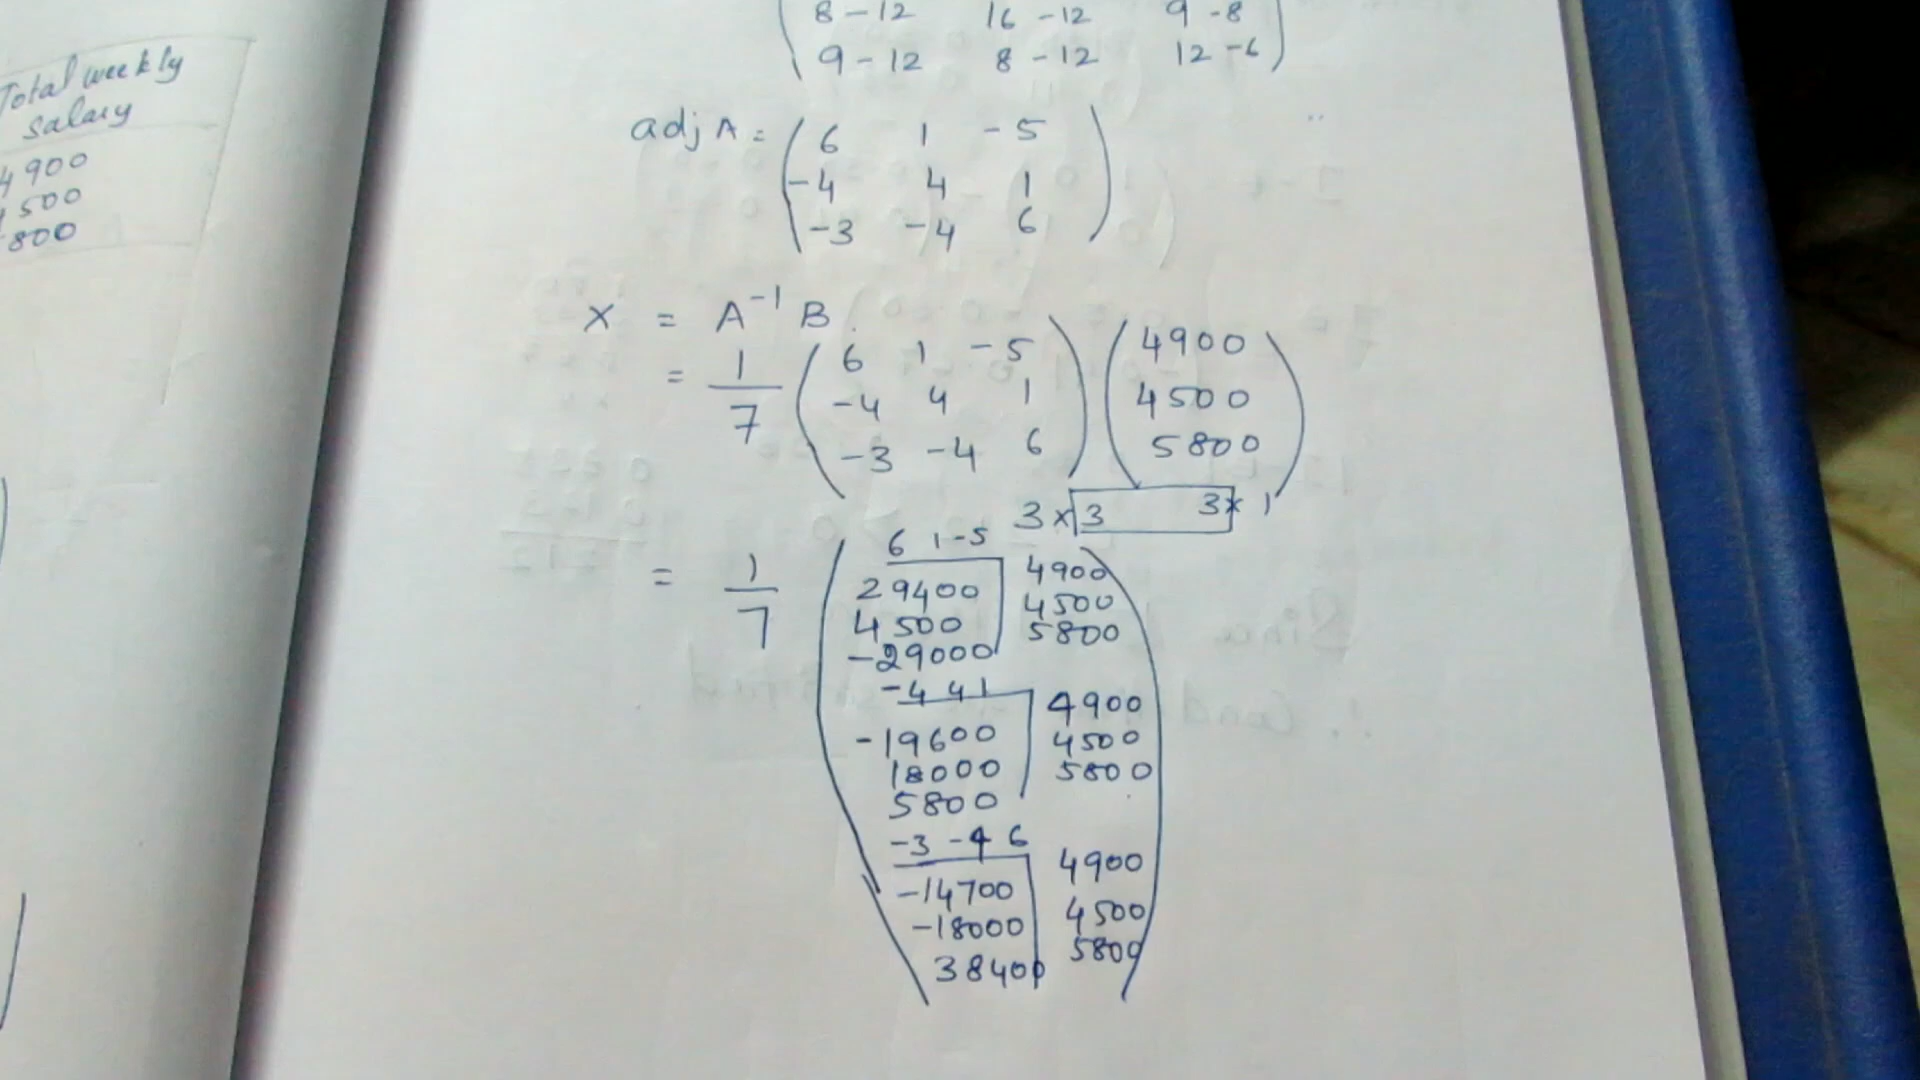 Total weekly
salary
4900
4500
5800
8 - 12 16 - 12 9 - 8
9 - 12 8 - 12 12 - 6
adj A = 6 1 - 5
-4 4 1
-3 -4 6
X = A⁻¹ B
= 1/7 ( 6 1 -5 ) ( 4900 )
-4 4 1 4500
-3 -4 6 5800
3 × 3 3 × 1
6 1 -5
= 1/7 29400 4900
4500 4500
-29000 5800
-4 4 1 4900
-19600 4500
18000 5800
5800
-3 -4 6 4900
-14700
-18000 4500
38400 5800